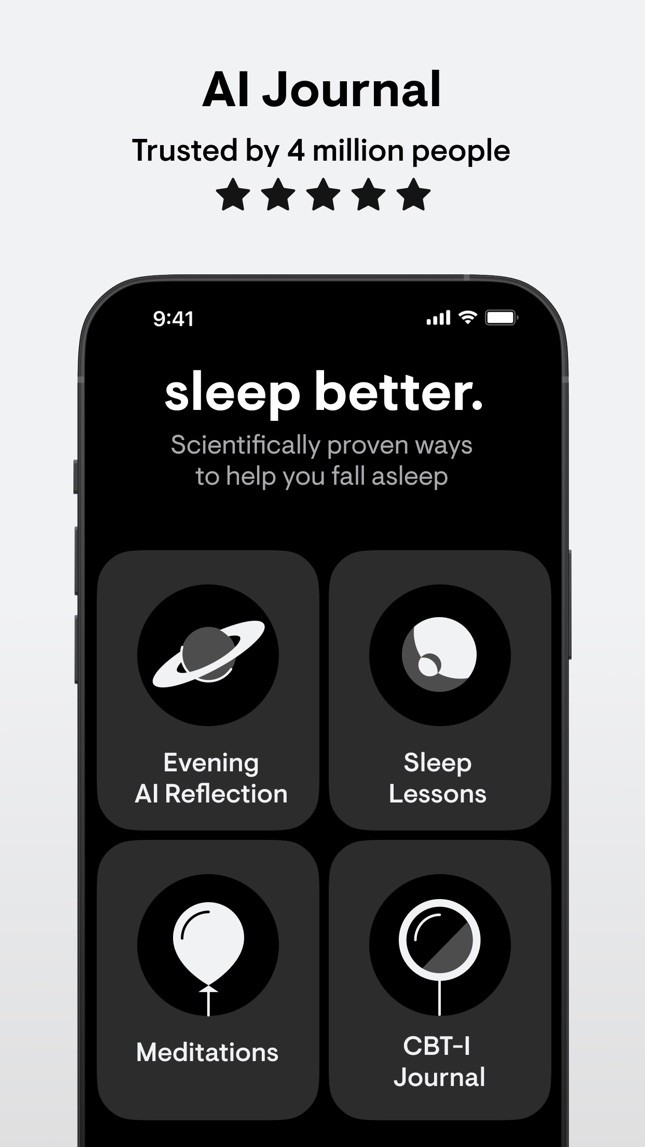 AI Journal
Trusted by 4 million people
9:41
sleep better.
Scientifically proven ways
to help you fall asleep
Evening
AI Reflection
Sleep
Lessons
Meditations
CBT-I
Journal